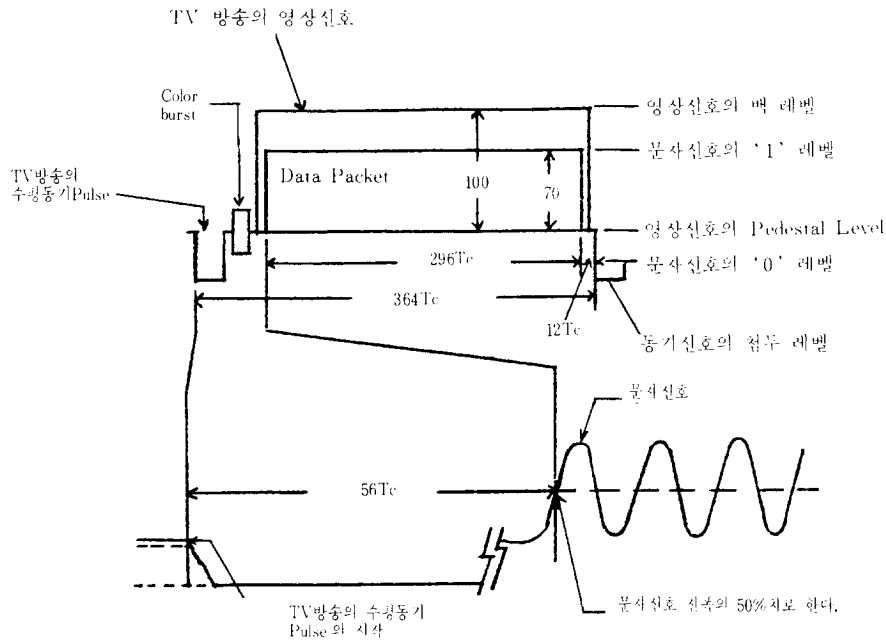 TV 방송의 영상신호
Color
burst
영상신호의 백 레벨
문자신호의 '1' 레벨
TV방송의
수평동기Pulse
Data Packet
100
70
영상신호의 Pedestal Level
296Tc
문자신호의 '0' 레벨
364Tc
12Tc
동기신호의 첨두 레벨
문자신호
56Tc
TV방송의 수평동기
Pulse의 시작
문자신호 진폭의 50%치로 한다.